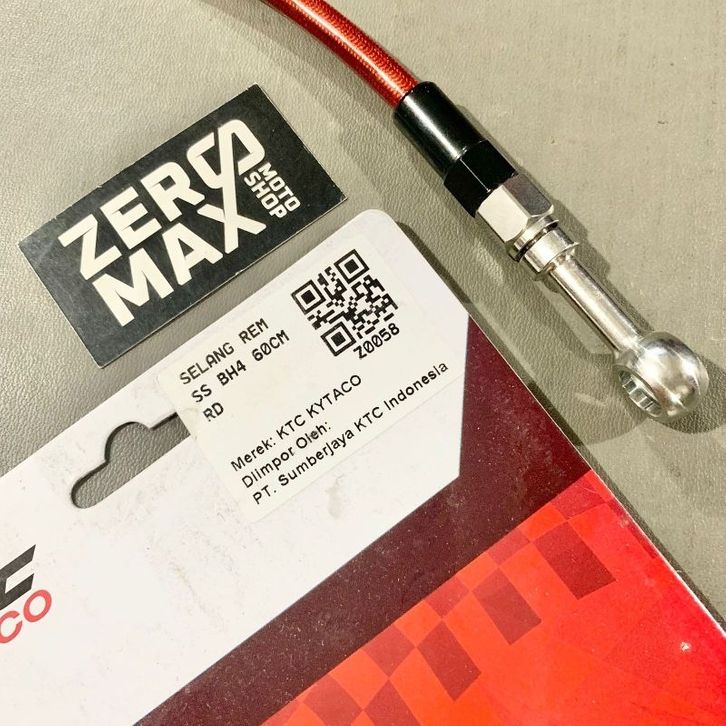 ZERO
MAX
MOTO
SHOP
SELANG REM
SS BH4 60CM
RD
Z0058
Merek: KTC KYTACO
Diimpor Oleh:
PT. Sumberjaya KTC Indonesia
C
CO